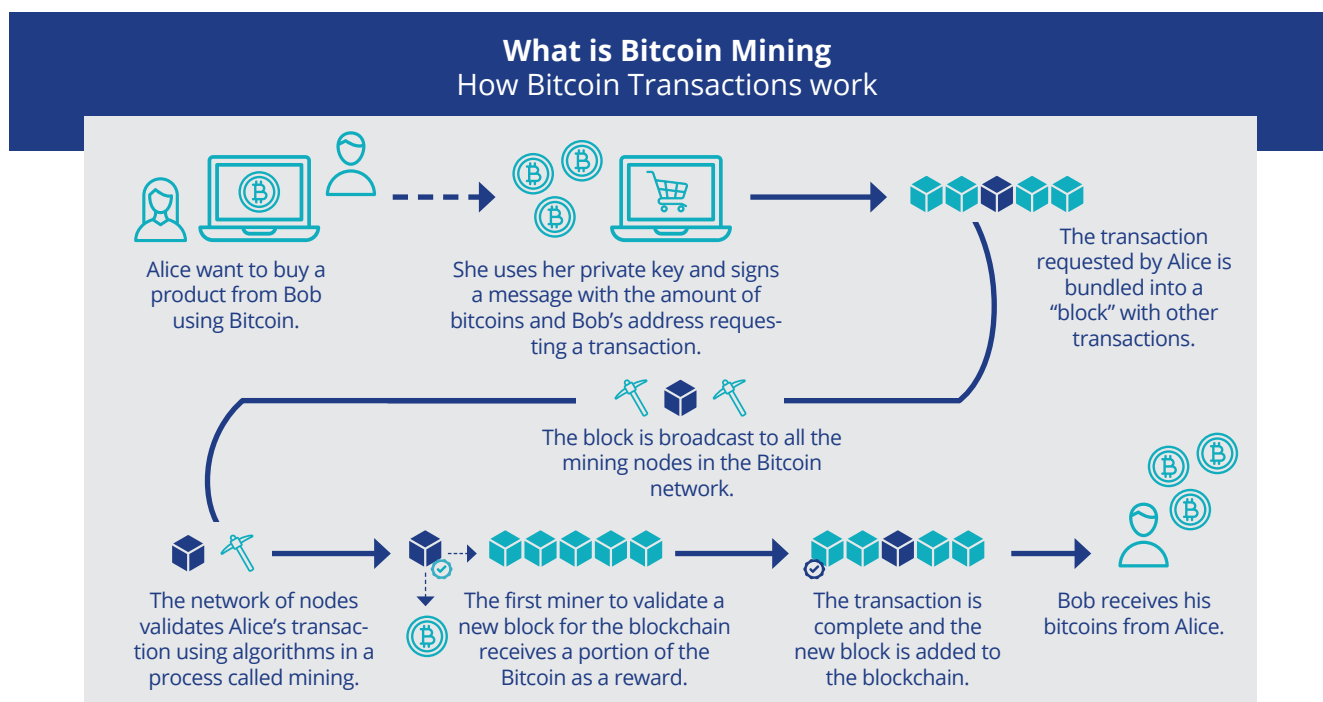 What is Bitcoin Mining
How Bitcoin Transactions work
Alice want to buy a
product from Bob
using Bitcoin.
She uses her private key and signs
a message with the amount of
bitcoins and Bob’s address reques-
ting a transaction.
The transaction
requested by Alice is
bundled into a
“block” with other
transactions.
The block is broadcast to all the
mining nodes in the Bitcoin
network.
The network of nodes
validates Alice’s transac-
tion using algorithms in a
process called mining.
The first miner to validate a
new block for the blockchain
receives a portion of the
Bitcoin as a reward.
The transaction is
complete and the
new block is added to
the blockchain.
Bob receives his
bitcoins from Alice.